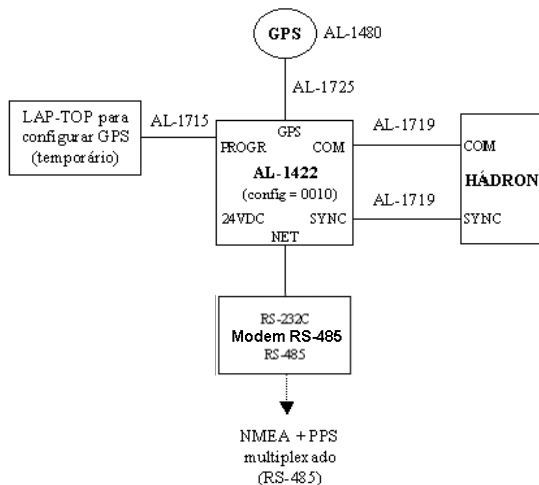 GPS
AL-1480
AL-1725
LAP-TOP para
configurar GPS
(temporário)
AL-1715
GPS
PROGR COM
AL-1422
(config = 0010)
24VDC SYNC
NET
AL-1719
AL-1719
COM
HÁDRON
SYNC
RS-232C
Modem RS-485
RS-485
NMEA + PPS
multiplexado
(RS-485)